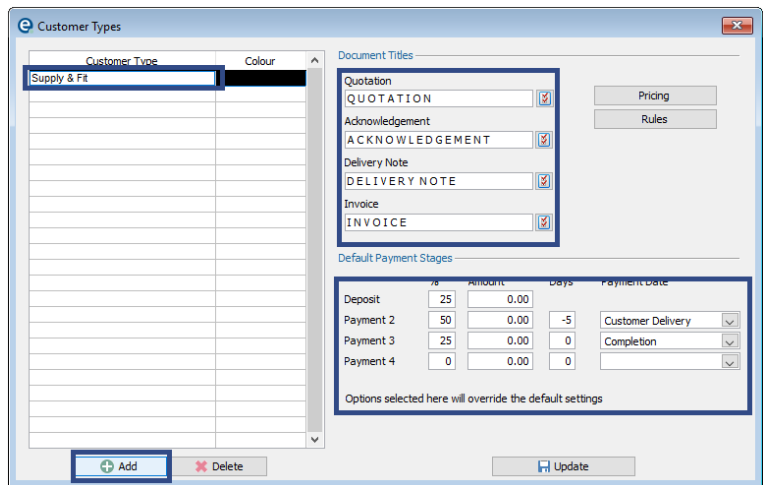 Customer Types
Customer Type Colour
Supply & Fit
Document Titles
Quotation
QUOTATION
Acknowledgement
ACKNOWLEDGEMENT
Delivery Note
DELIVERY NOTE
Invoice
INVOICE
Pricing
Rules
Default Payment Stages
% Amount Days Payment Date
Deposit 25 0.00
Payment 2 50 0.00 -5 Customer Delivery
Payment 3 25 0.00 0 Completion
Payment 4 0 0.00 0
Options selected here will override the default settings
Add Delete Update